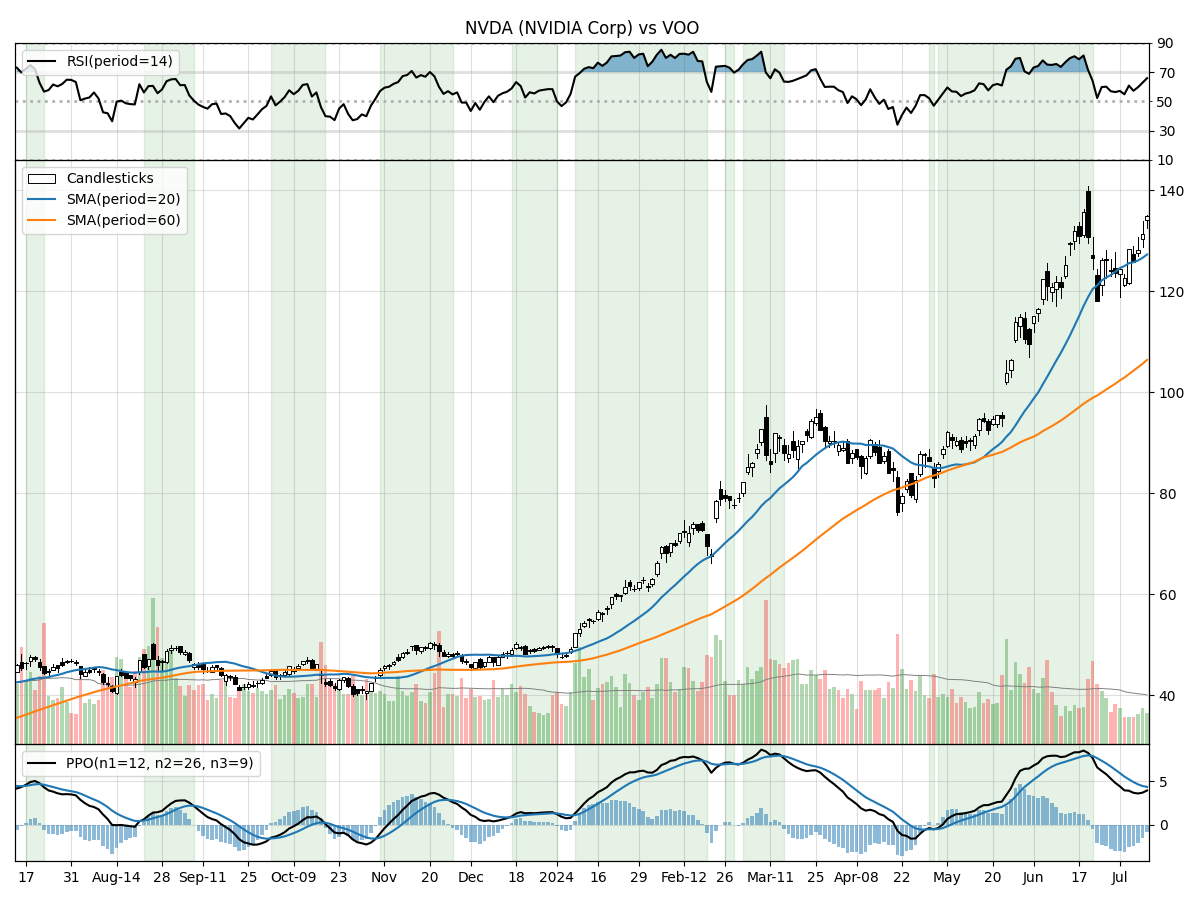 NVDA (NVIDIA Corp) vs VOO
RSI(period=14)
90
70
50
30
10
Candlesticks
SMA(period=20)
SMA(period=60)
140
120
100
80
60
40
PPO(n1=12, n2=26, n3=9)
5
0
17 31 Aug-14 28 Sep-11 25 Oct-09 23 Nov 20 Dec 18 2024 16 29 Feb-12 26 Mar-11 25 Apr-08 22 May 20 Jun 17 Jul